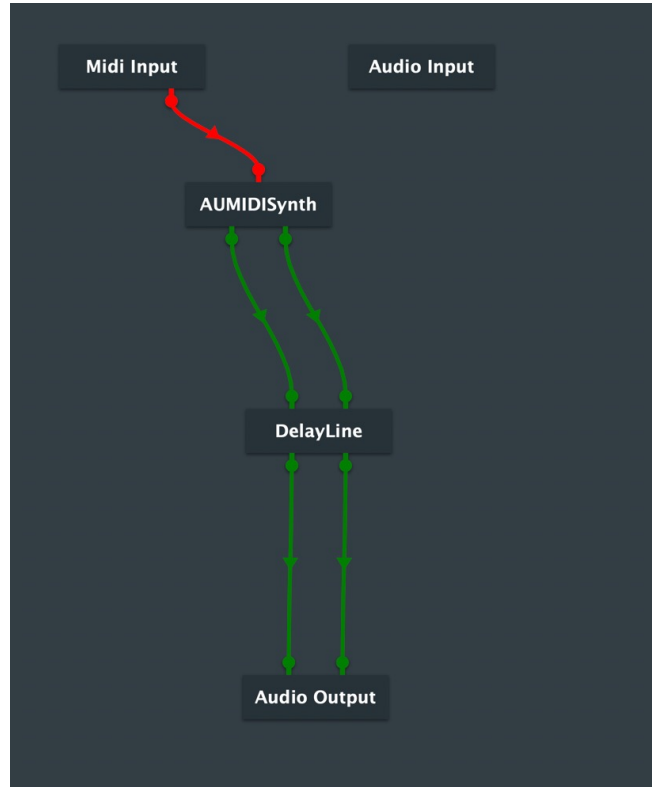 Midi Input
Audio Input
AUMIDISynth
DelayLine
Audio Output